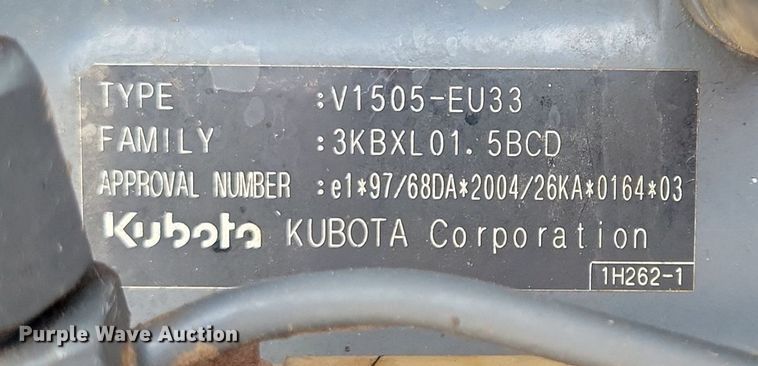 TYPE :V1505-EU33
FAMILY :3KBXL01.5BCD
APPROVAL NUMBER :e1*97/68DA*2004/26KA*0164*03
Kubota KUBOTA Corporation
1H262-1
Purple Wave Auction